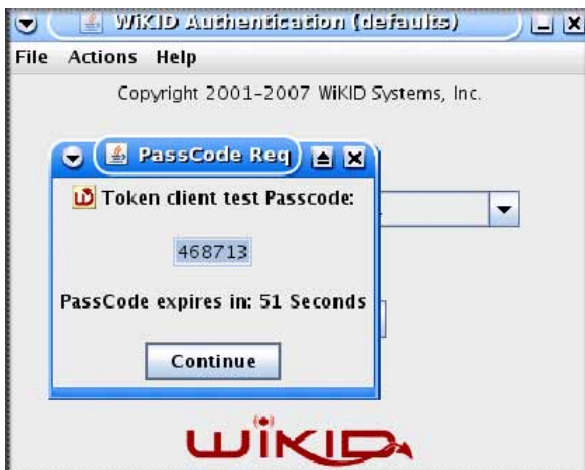 WiKID Authentication (defaults)
File Actions Help
Copyright 2001-2007 WiKID Systems, Inc.
PassCode Req
Token client test Passcode:
468713
PassCode expires in: 51 Seconds
Continue
WiKID